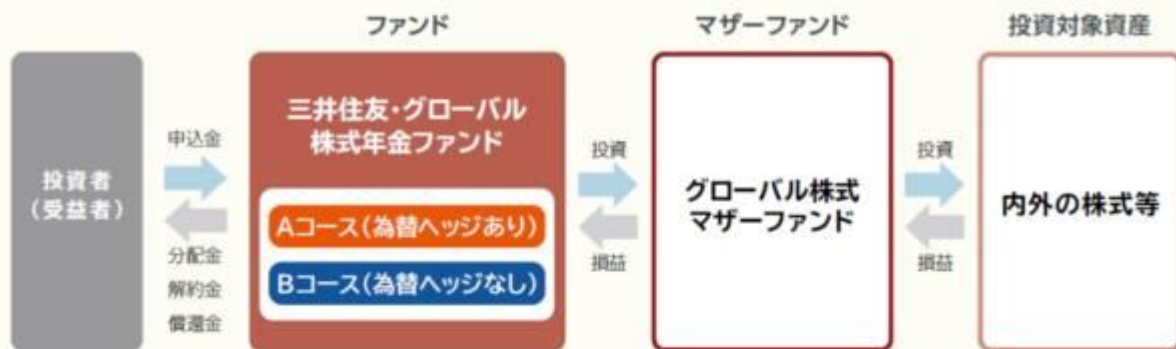 ファンド
マザーファンド
投資対象資産
投資者
(受益者)
申込金
分配金
解約金
償還金
三井住友・グローバル
株式年金ファンド
Aコース(為替ヘッジあり)
Bコース(為替ヘッジなし)
投資
損益
グローバル株式
マザーファンド
投資
損益
内外の株式等